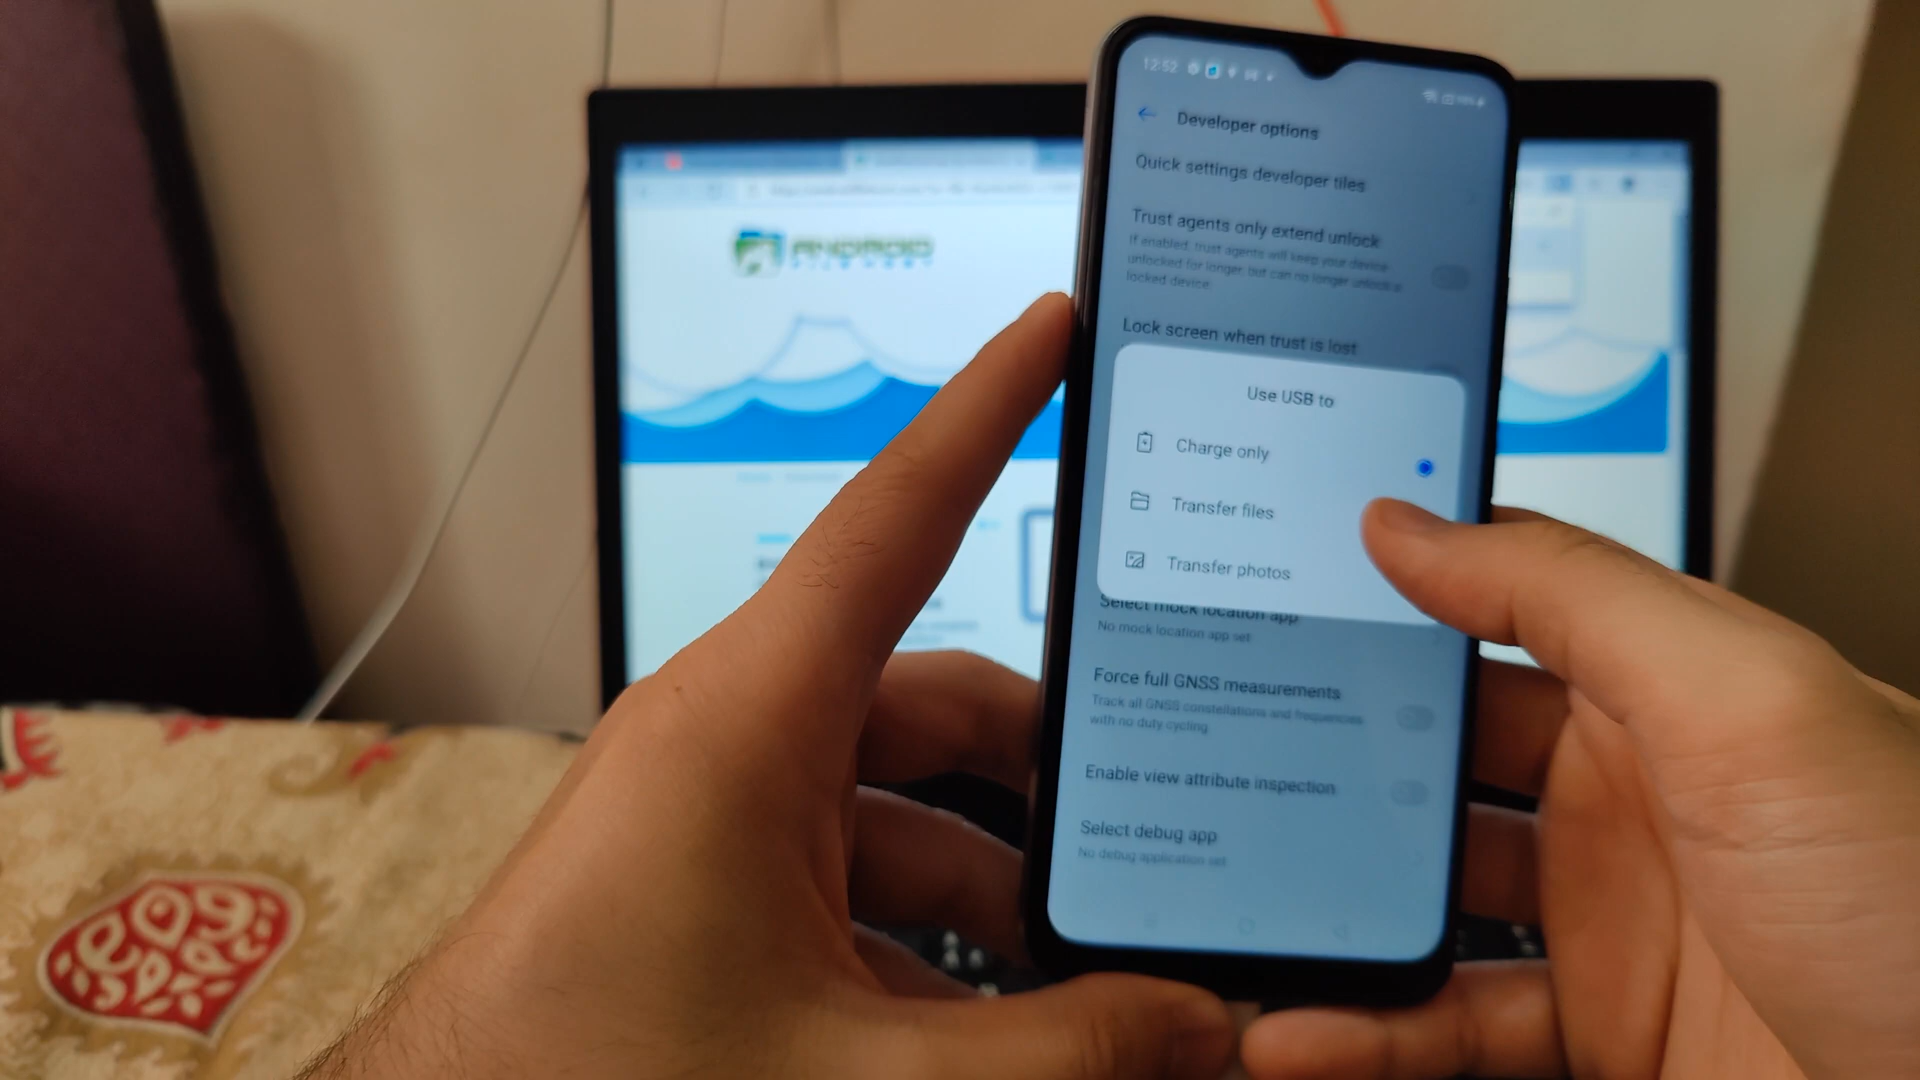 12:52
Developer options
Quick settings developer tiles
Trust agents only extend unlock
If enabled, trust agents will keep your device
unlocked for longer, but can no longer unlock a
locked device.
Lock screen when trust is lost
Use USB to
Charge only
Transfer files
Transfer photos
Select mock location app
No mock location app set
Force full GNSS measurements
Track all GNSS constellations and frequencies
with no duty cycling
Enable view attribute inspection
Select debug app
No debug application set
ANDROID
FILE HOST